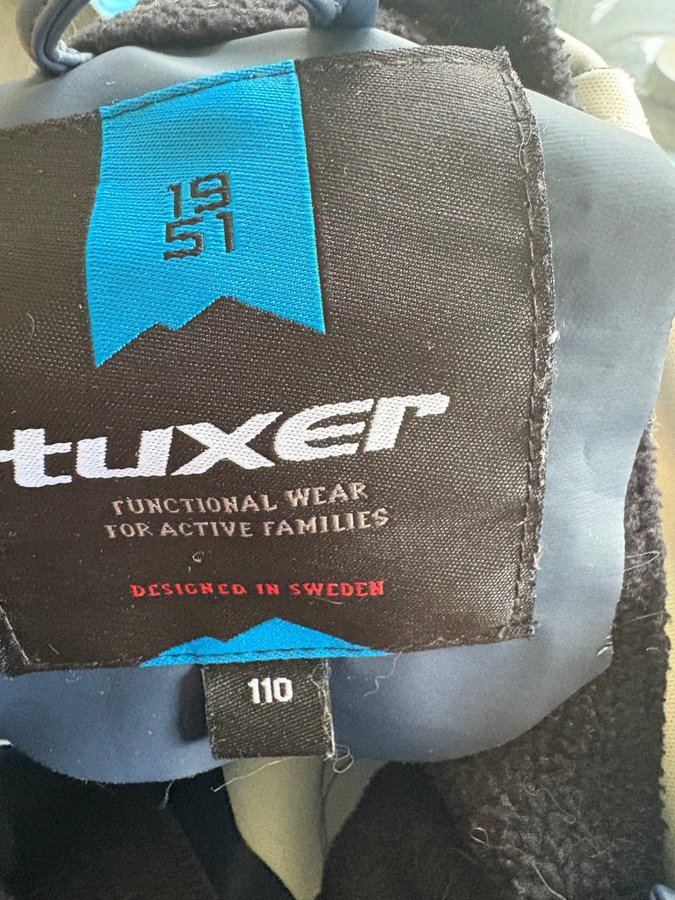 19
51
tuxer
FUNCTIONAL WEAR
FOR ACTIVE FAMILIES
DESIGNED IN SWEDEN
110